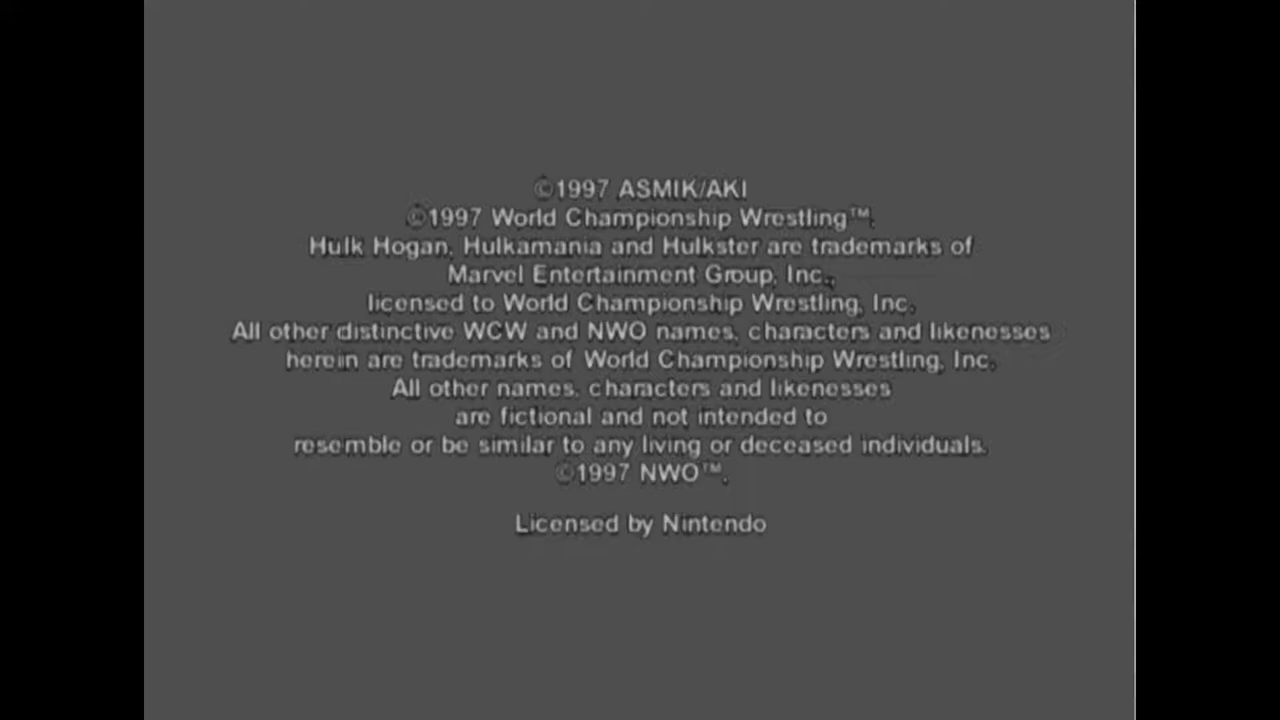 ©1997 ASMIK/AKI
©1997 World Championship Wrestling™.
Hulk Hogan, Hulkamania and Hulkster are trademarks of
Marvel Entertainment Group, Inc.,
licensed to World Championship Wrestling, Inc.
All other distinctive WCW and NWO names, characters and likenesses
herein are trademarks of World Championship Wrestling, Inc.
All other names, characters and likenesses
are fictional and not intended to
resemble or be similar to any living or deceased individuals.
©1997 NWO™.
Licensed by Nintendo